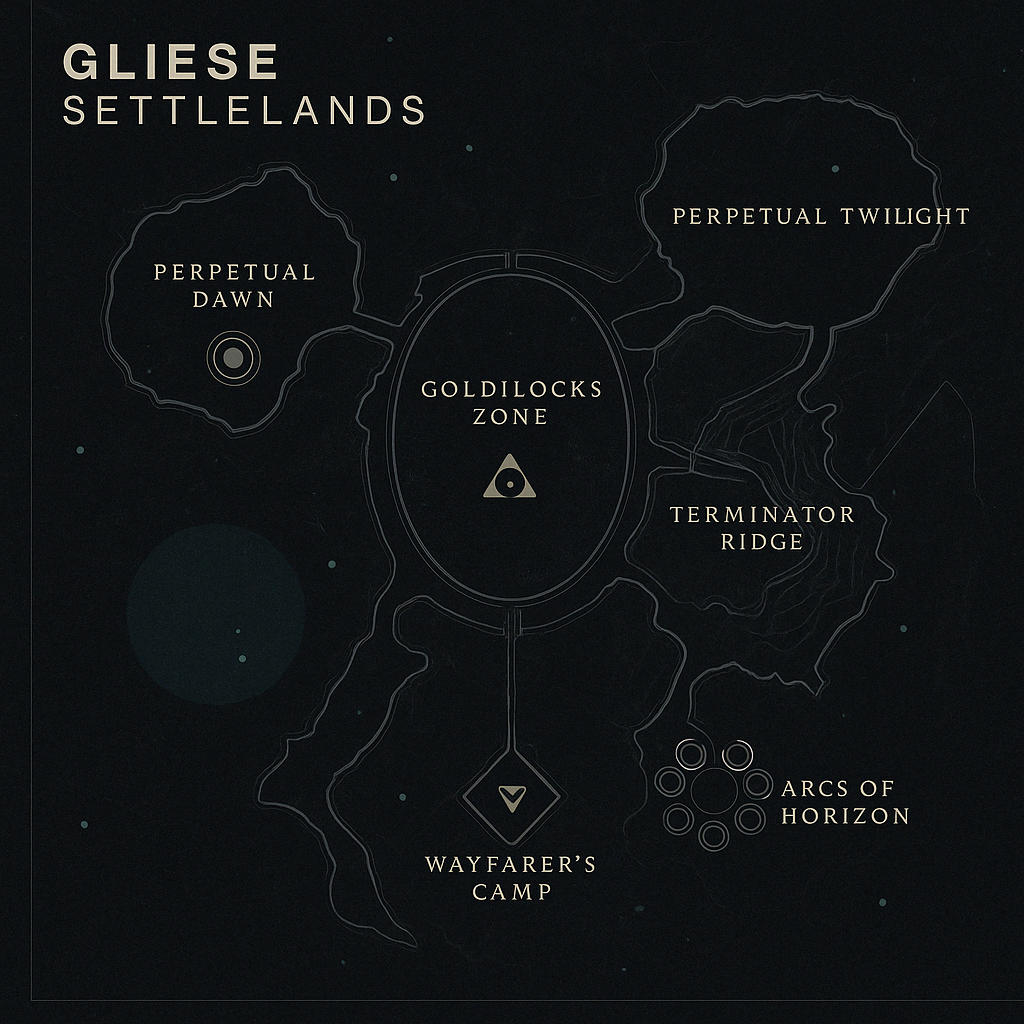 GLIESE
SETTLELANDS
PERPETUAL TWILIGHT
PERPETUAL
DAWN
GOLDILOCKS
ZONE
TERMINATOR
RIDGE
ARCS OF
HORIZON
WAYFARER'S
CAMP